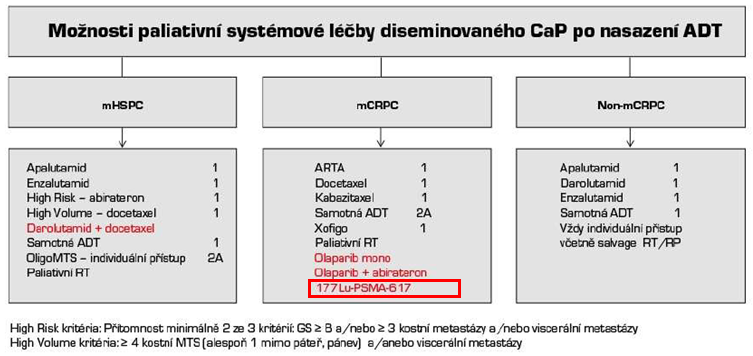 Možnosti paliativní systémové léčby diseminovaného CaP po nasazení ADT
mHSPC
Apalutamid 1
Enzalutamid 1
High Risk – abirateron 1
High Volume – docetaxel 1
Darolutamid + docetaxel
Samotná ADT 1
OligoMTS – individuální přístup 2A
Paliativní RT
mCRPC
ARTA 1
Docetaxel 1
Kabazitaxel 1
Samotná ADT 2A
Xofigo 1
Paliativní RT
Olaparib mono
Olaparib + abirateron
177Lu-PSMA-617
Non-mCRPC
Apalutamid 1
Darolutamid 1
Enzalutamid 1
Samotná ADT 1
Vždy individuální přístup
včetně salvage RT/RP
High Risk kritéria: Přítomnost minimálně 2 ze 3 kritérií: GS ≥ 8 a/nebo ≥ 3 kostní metastázy a/nebo viscerální metastázy
High Volume kritéria: ≥ 4 kostní MTS (alespoň 1 mimo páteř, pánev) a/anebo viscerální metastázy